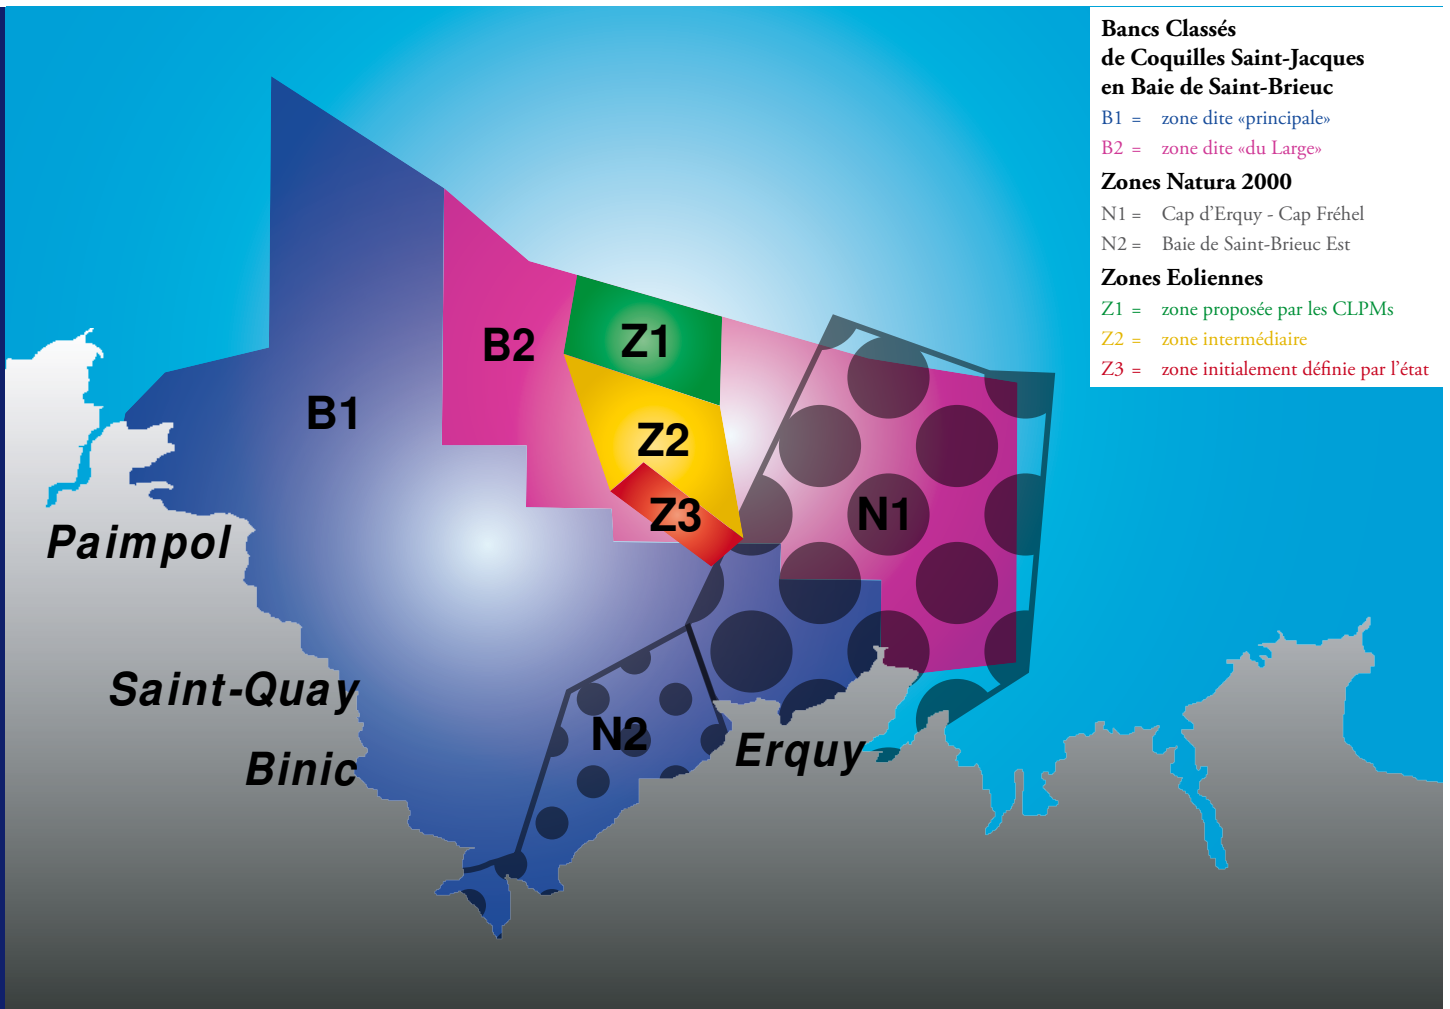 Bancs Classés
de Coquilles Saint-Jacques
en Baie de Saint-Brieuc
B1 = zone dite «principale»
B2 = zone dite «du Large»
Zones Natura 2000
N1 = Cap d'Erquy - Cap Fréhel
N2 = Baie de Saint-Brieuc Est
Zones Eoliennes
Z1 = zone proposée par les CLPMs
Z2 = zone intermédiaire
Z3 = zone initialement définie par l'état
B2
Z1
B1
Z2
Z3
N1
Paimpol
Saint-Quay
N2
Erquy
Binic